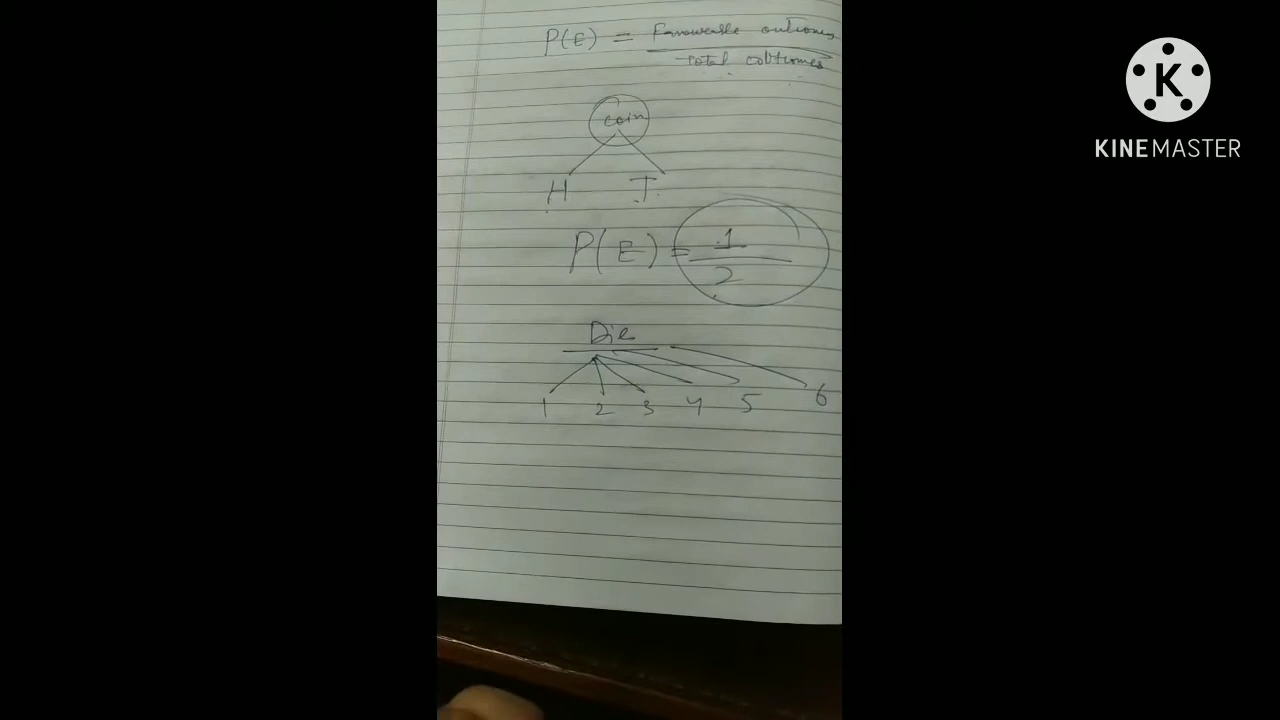 P(E) = Favourable outcomes
total outcomes
coin
H T
P(E) = 1
2
Die
1 2 3 4 5 6
K
KINEMASTER